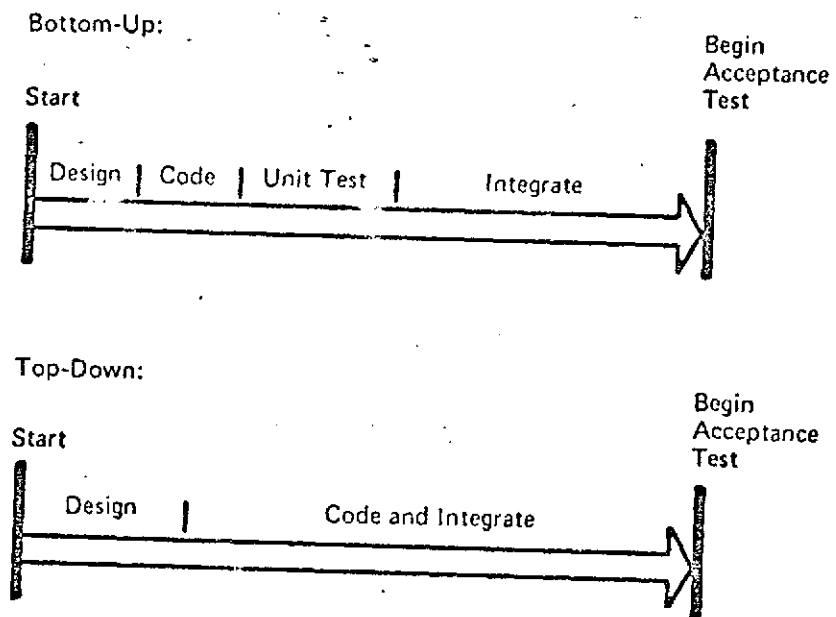 Bottom-Up:
Begin
Acceptance
Test
Start
Design
Code
Unit Test
Integrate
Top-Down:
Begin
Acceptance
Test
Start
Design
Code and Integrate